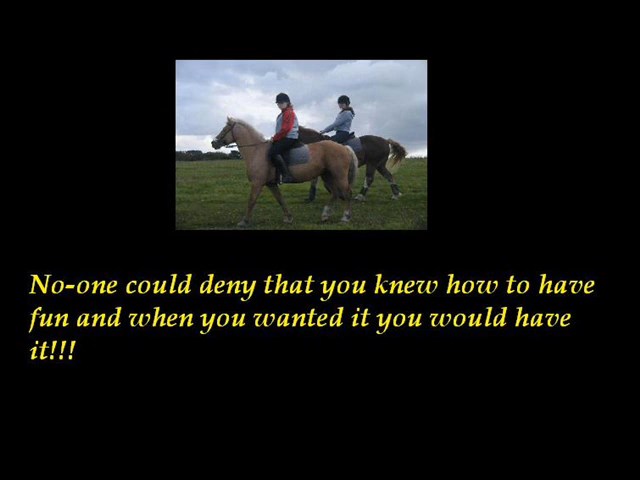 No-one could deny that you knew how to have
fun and when you wanted it you would have
it!!!